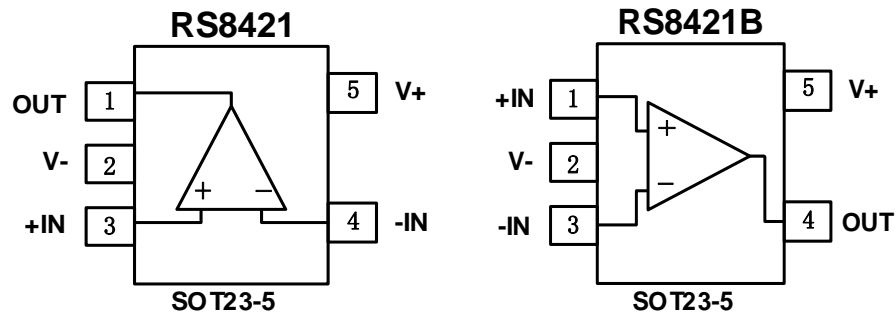 RS8421
OUT 1 5 V+
V- 2
+ −
+IN 3 4 -IN
SOT23-5
RS8421B
+IN 1 5 V+
+
V- 2
−
-IN 3 4 OUT
SOT23-5